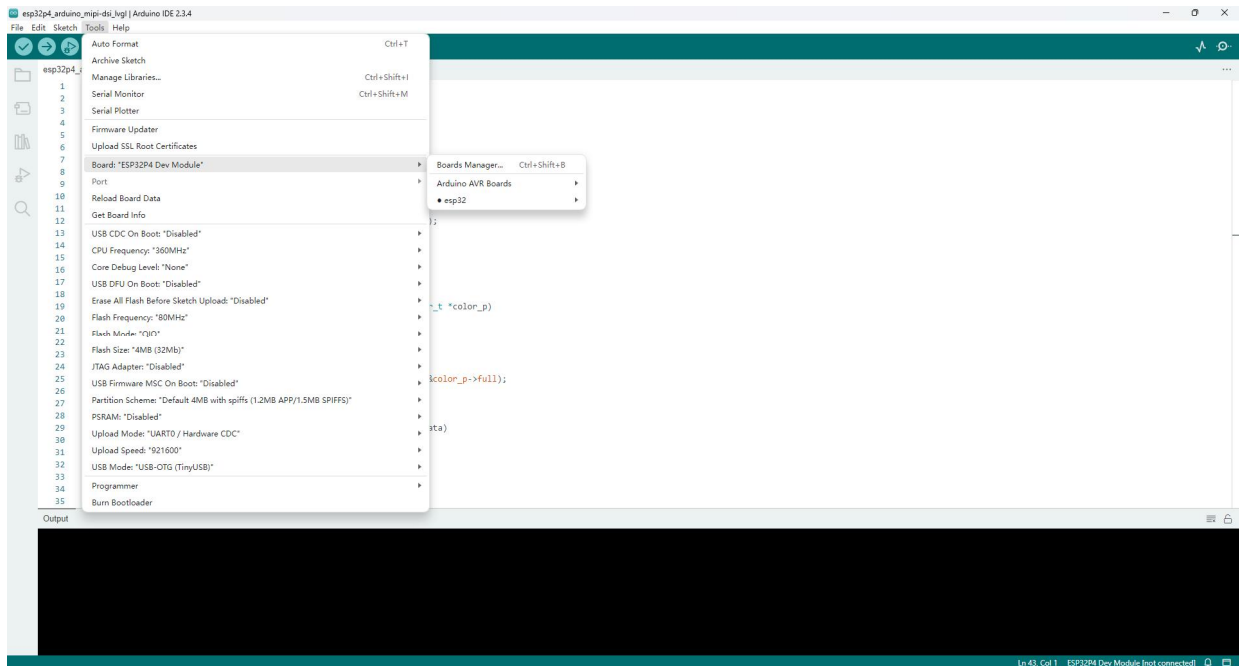 esp32p4_arduino_mipi-dsi_lvgl | Arduino IDE 2.3.4
File Edit Sketch Tools Help
Auto Format Ctrl+T
Archive Sketch
Manage Libraries... Ctrl+Shift+I
Serial Monitor Ctrl+Shift+M
Serial Plotter
Firmware Updater
Upload SSL Root Certificates
Board: "ESP32P4 Dev Module"
Port
Reload Board Data
Get Board Info
USB CDC On Boot: "Disabled"
CPU Frequency: "360MHz"
Core Debug Level: "None"
USB DFU On Boot: "Disabled"
Erase All Flash Before Sketch Upload: "Disabled"
Flash Frequency: "80MHz"
Flash Mode: "QIO"
Flash Size: "4MB (32Mb)"
JTAG Adapter: "Disabled"
USB Firmware MSC On Boot: "Disabled"
Partition Scheme: "Default 4MB with spiffs (1.2MB APP/1.5MB SPIFFS)"
PSRAM: "Disabled"
Upload Mode: "UART0 / Hardware CDC"
Upload Speed: "921600"
USB Mode: "USB-OTG (TinyUSB)"
Programmer
Burn Bootloader
Boards Manager... Ctrl+Shift+B
Arduino AVR Boards
● esp32
esp32p4_
1
2
3
4
5
6
7
8
9
10
11
12 );
13
14
15
16
17
18
19 r_t *color_p)
20
21
22
23
24
25 &color_p->full);
26
27
28
29 ata)
30
31
32
33
34
35
Output
Ln 43, Col 1 ESP32P4 Dev Module [not connected]